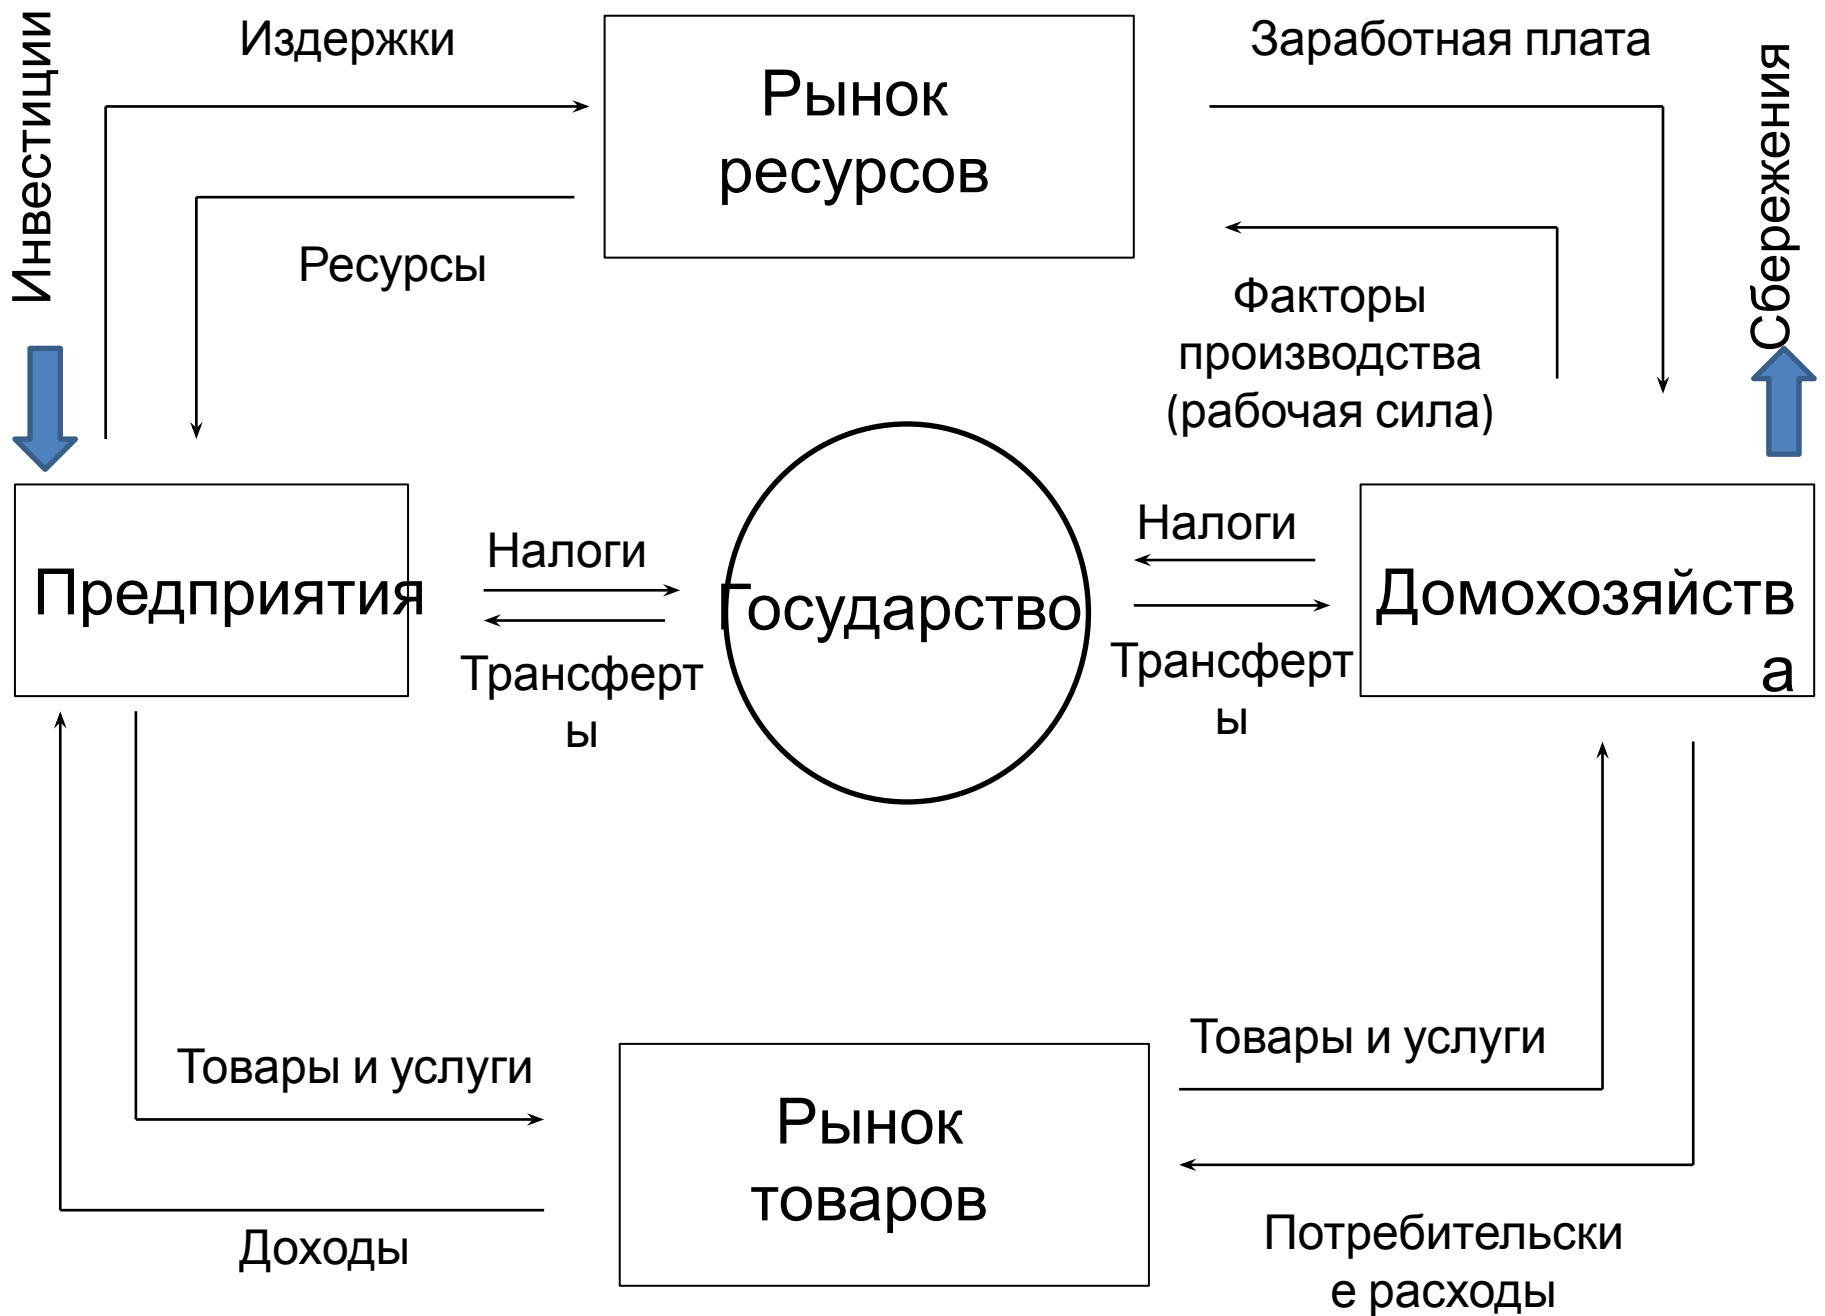 Инвестиции
Издержки
Рынок
ресурсов
Заработная плата
Сбережения
Ресурсы
Факторы
производства
(рабочая сила)
Предприятия
Налоги
Трансферт
ы
Государство
Налоги
Трансферт
ы
Домохозяйств
а
Товары и услуги
Доходы
Рынок
товаров
Товары и услуги
Потребительски
е расходы